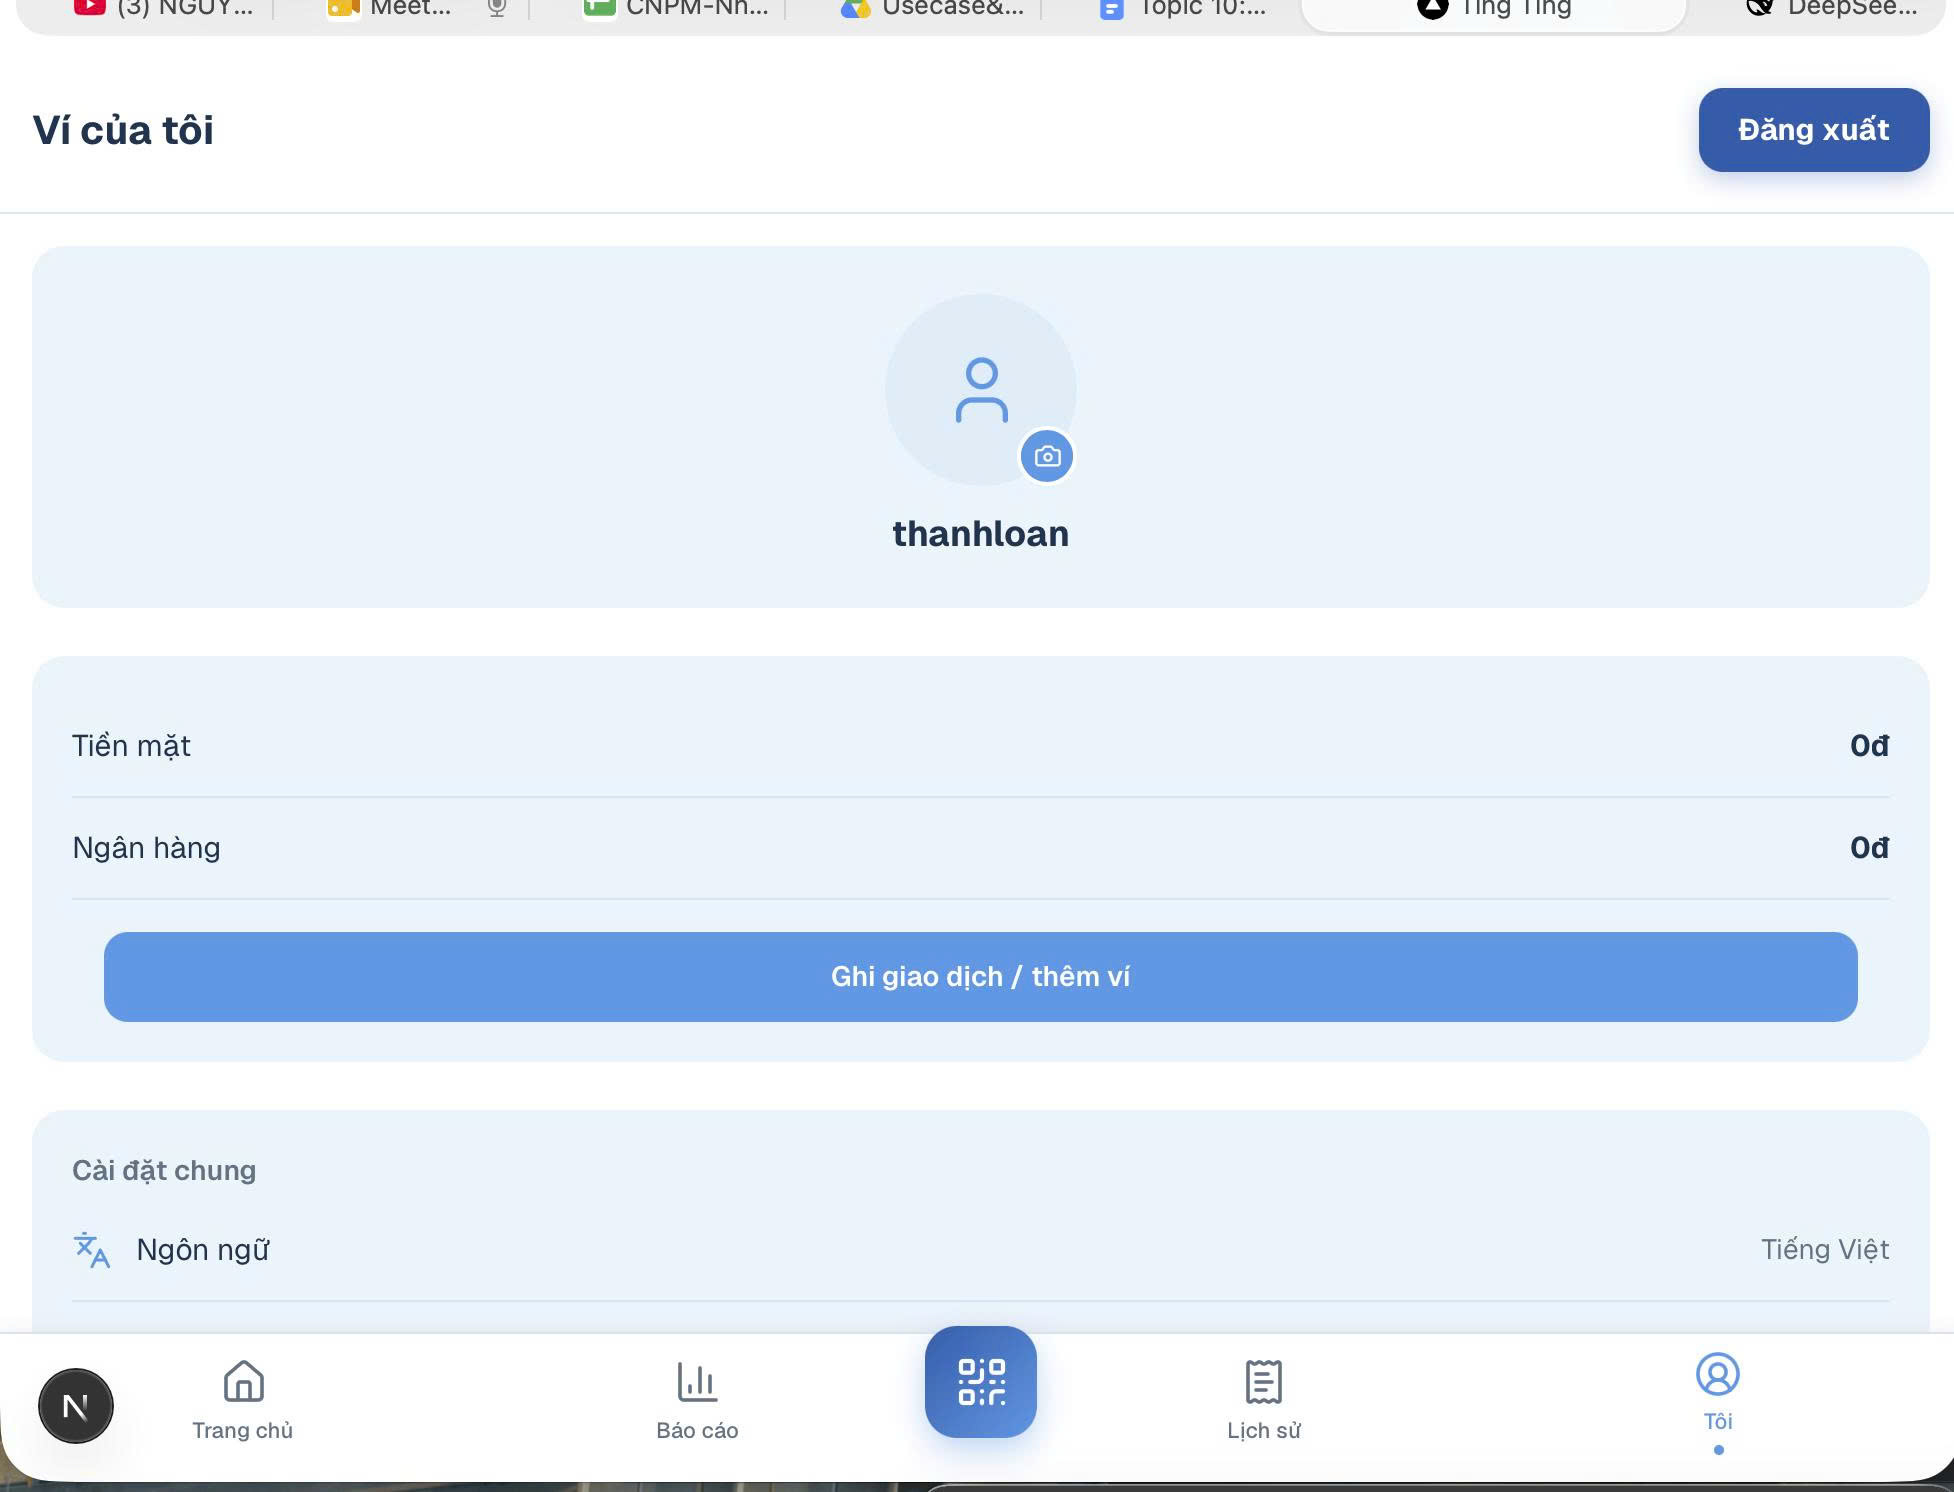 (3) NGUY...
Meet...
CNPM-Nh...
Usecase&...
Topic 10:...
Ting Ting
DeepSee...
Ví của tôi
Đăng xuất
thanhloan
Tiền mặt
0đ
Ngân hàng
0đ
Ghi giao dịch / thêm ví
Cài đặt chung
Ngôn ngữ
Tiếng Việt
N
Trang chủ
Báo cáo
Lịch sử
Tôi